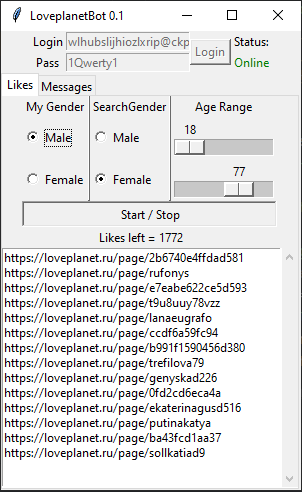 LoveplanetBot 0.1
Login wlhubslijhiozlxrip@ckp Login Status:
Pass 1Qwerty1 Online
Likes Messages
My Gender SearchGender Age Range
18
Male Male
77
Female Female
Start / Stop
Likes left = 1772
https://loveplanet.ru/page/2b6740e4ffdad581
https://loveplanet.ru/page/rufonys
https://loveplanet.ru/page/e7eabe622ce5d593
https://loveplanet.ru/page/t9u8uuy78vzz
https://loveplanet.ru/page/lanaeugrafo
https://loveplanet.ru/page/ccdf6a59fc94
https://loveplanet.ru/page/b991f1590456d380
https://loveplanet.ru/page/trefilova79
https://loveplanet.ru/page/genyskad226
https://loveplanet.ru/page/0fd2cd6eca4a
https://loveplanet.ru/page/ekaterinagusd516
https://loveplanet.ru/page/putinakatya
https://loveplanet.ru/page/ba43fcd1aa37
https://loveplanet.ru/page/sollkatiad9